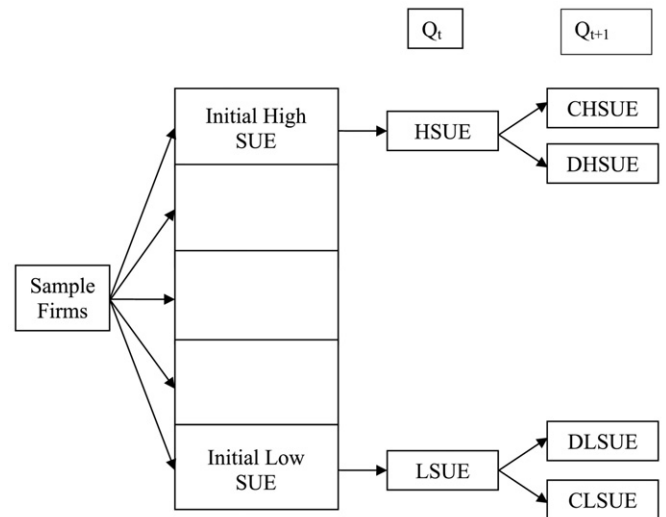 Qt
Qt+1
Initial High
SUE
HSUE
CHSUE
DHSUE
Sample
Firms
Initial Low
SUE
LSUE
DLSUE
CLSUE